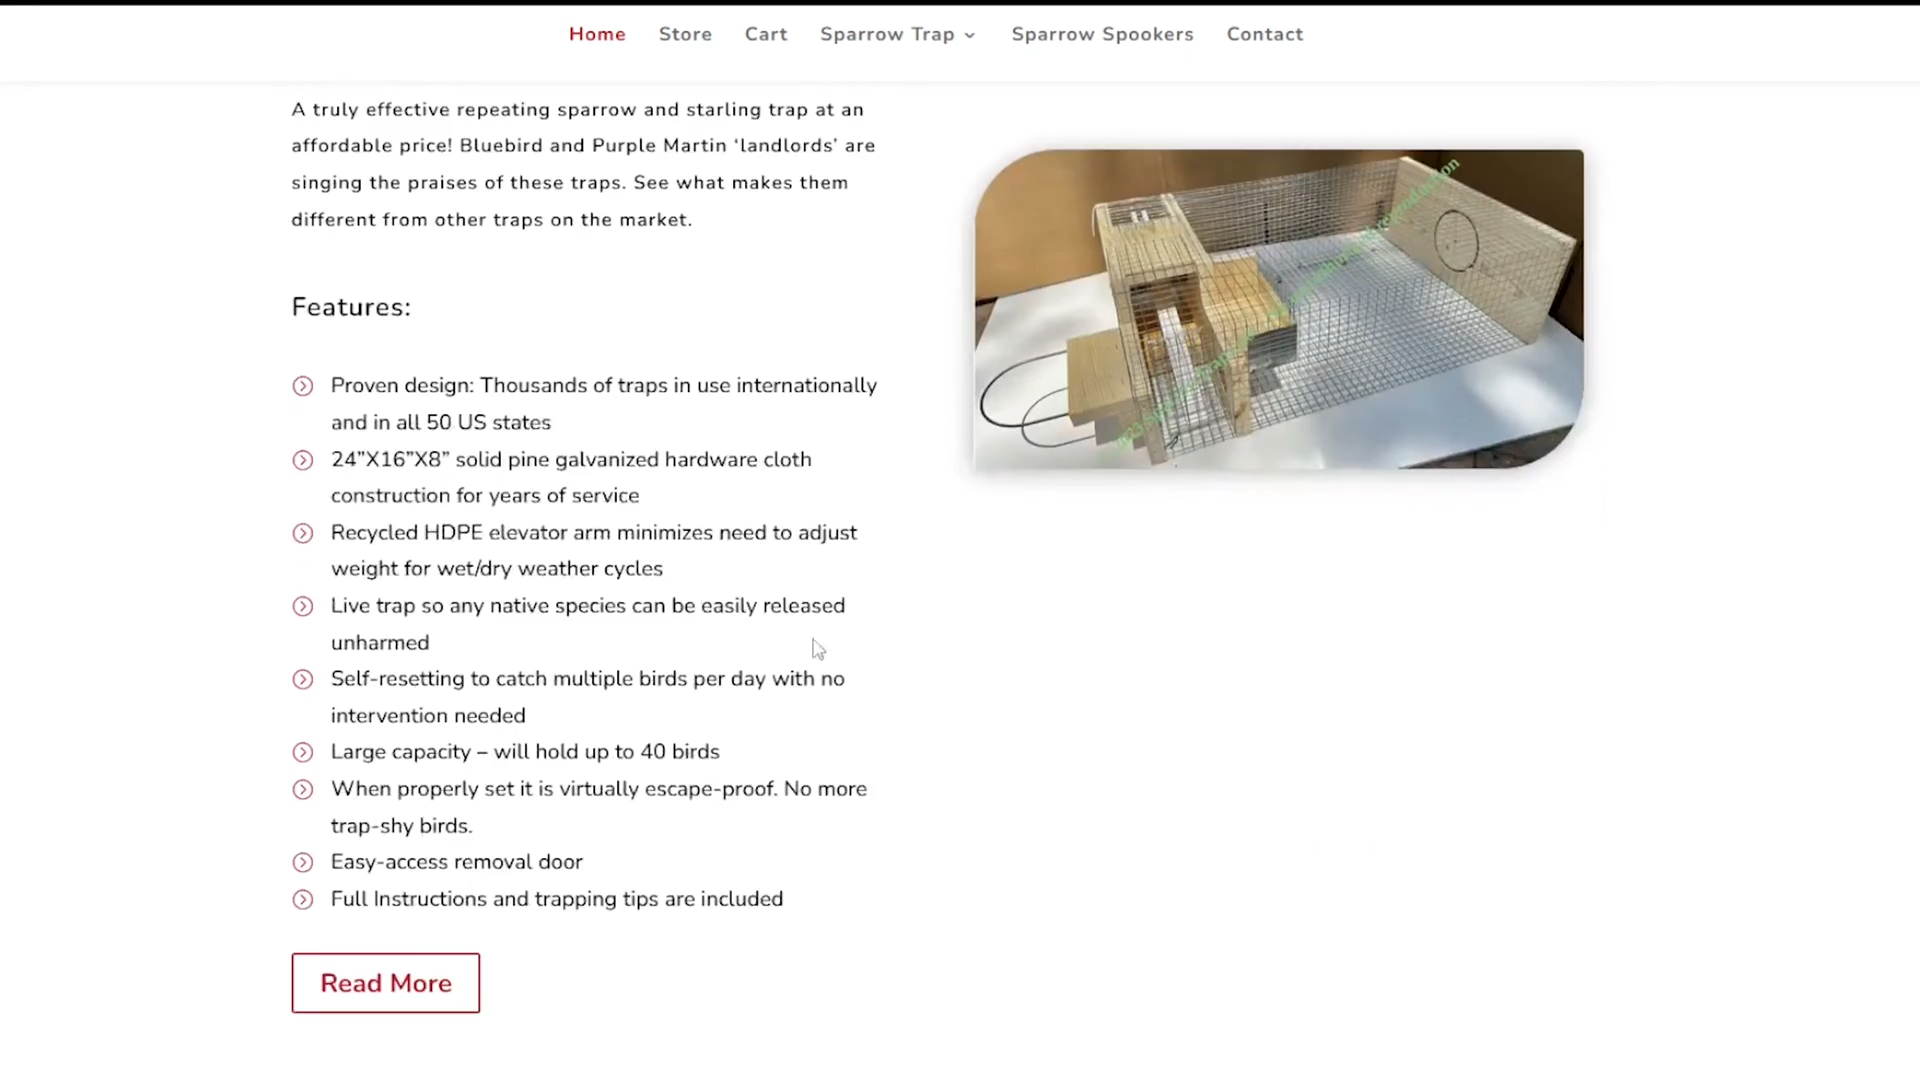 Home Store Cart Sparrow Trap Sparrow Spookers Contact
A truly effective repeating sparrow and starling trap at an
affordable price! Bluebird and Purple Martin ‘landlords’ are
singing the praises of these traps. See what makes them
different from other traps on the market.
Features:
Proven design: Thousands of traps in use internationally
and in all 50 US states
24”X16”X8” solid pine galvanized hardware cloth
construction for years of service
Recycled HDPE elevator arm minimizes need to adjust
weight for wet/dry weather cycles
Live trap so any native species can be easily released
unharmed
Self-resetting to catch multiple birds per day with no
intervention needed
Large capacity – will hold up to 40 birds
When properly set it is virtually escape-proof. No more
trap-shy birds.
Easy-access removal door
Full Instructions and trapping tips are included
Read More